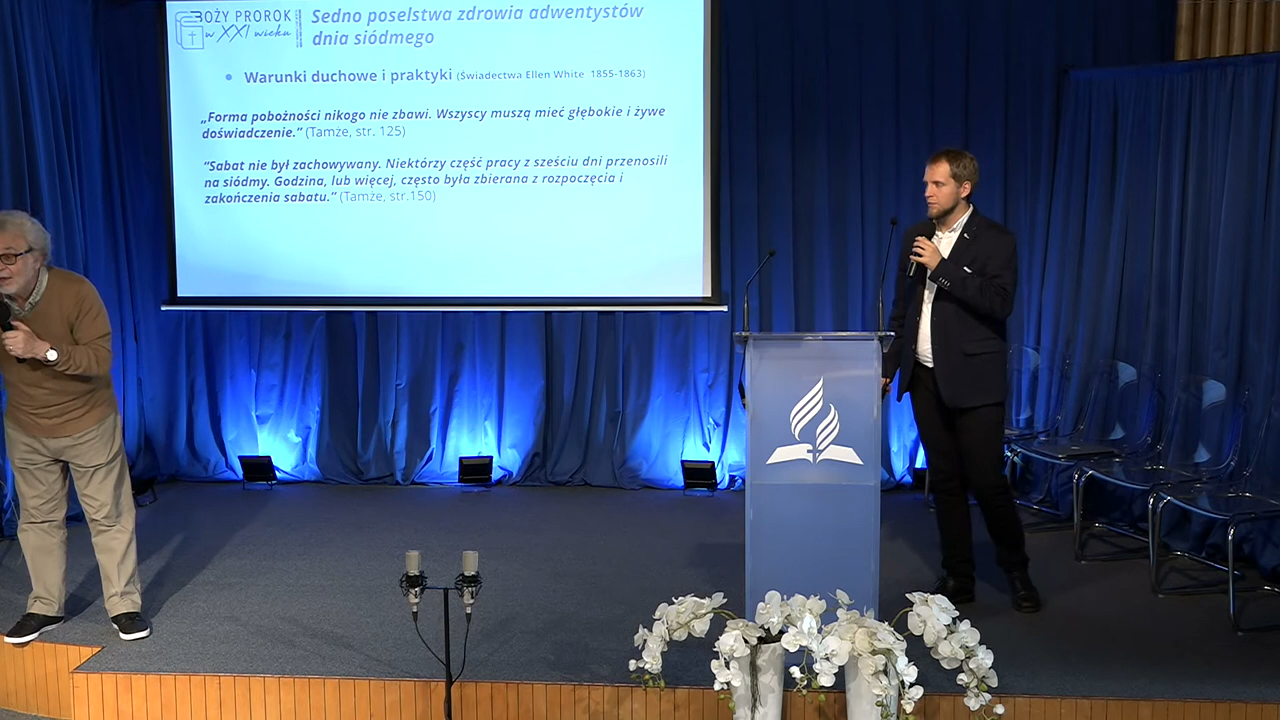 BOŻY PROROK
w XXI wieku
Sedno poselstwa zdrowia adwentystów
dnia siódmego
• Warunki duchowe i praktyki (Świadectwa Ellen White 1855-1863)
„Forma pobożności nikogo nie zbawi. Wszyscy muszą mieć głębokie i żywe
doświadczenie.” (Tamże, str. 125)
“Sabat nie był zachowywany. Niektórzy część pracy z sześciu dni przenosili
na siódmy. Godzina, lub więcej, często była zbierana z rozpoczęcia i
zakończenia sabatu.” (Tamże, str.150)